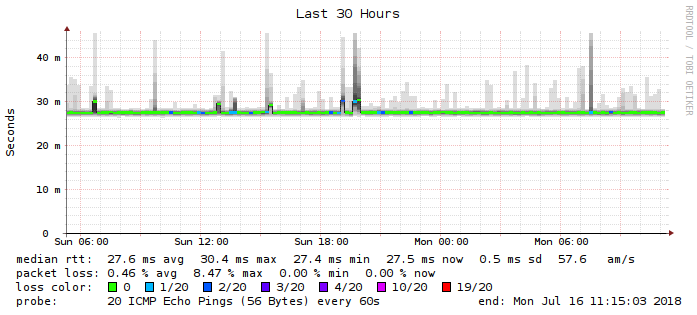 Last 30 Hours
RRDTOOL / TOBI OETIKER
Seconds
40 m
30 m
20 m
10 m
0
Sun 06:00 Sun 12:00 Sun 18:00 Mon 00:00 Mon 06:00
median rtt: 27.6 ms avg 30.4 ms max 27.4 ms min 27.5 ms now 0.5 ms sd 57.6 am/s
packet loss: 0.46 % avg 8.47 % max 0.00 % min 0.00 % now
loss color: 0 1/20 2/20 3/20 4/20 10/20 19/20
probe: 20 ICMP Echo Pings (56 Bytes) every 60s end: Mon Jul 16 11:15:03 2018